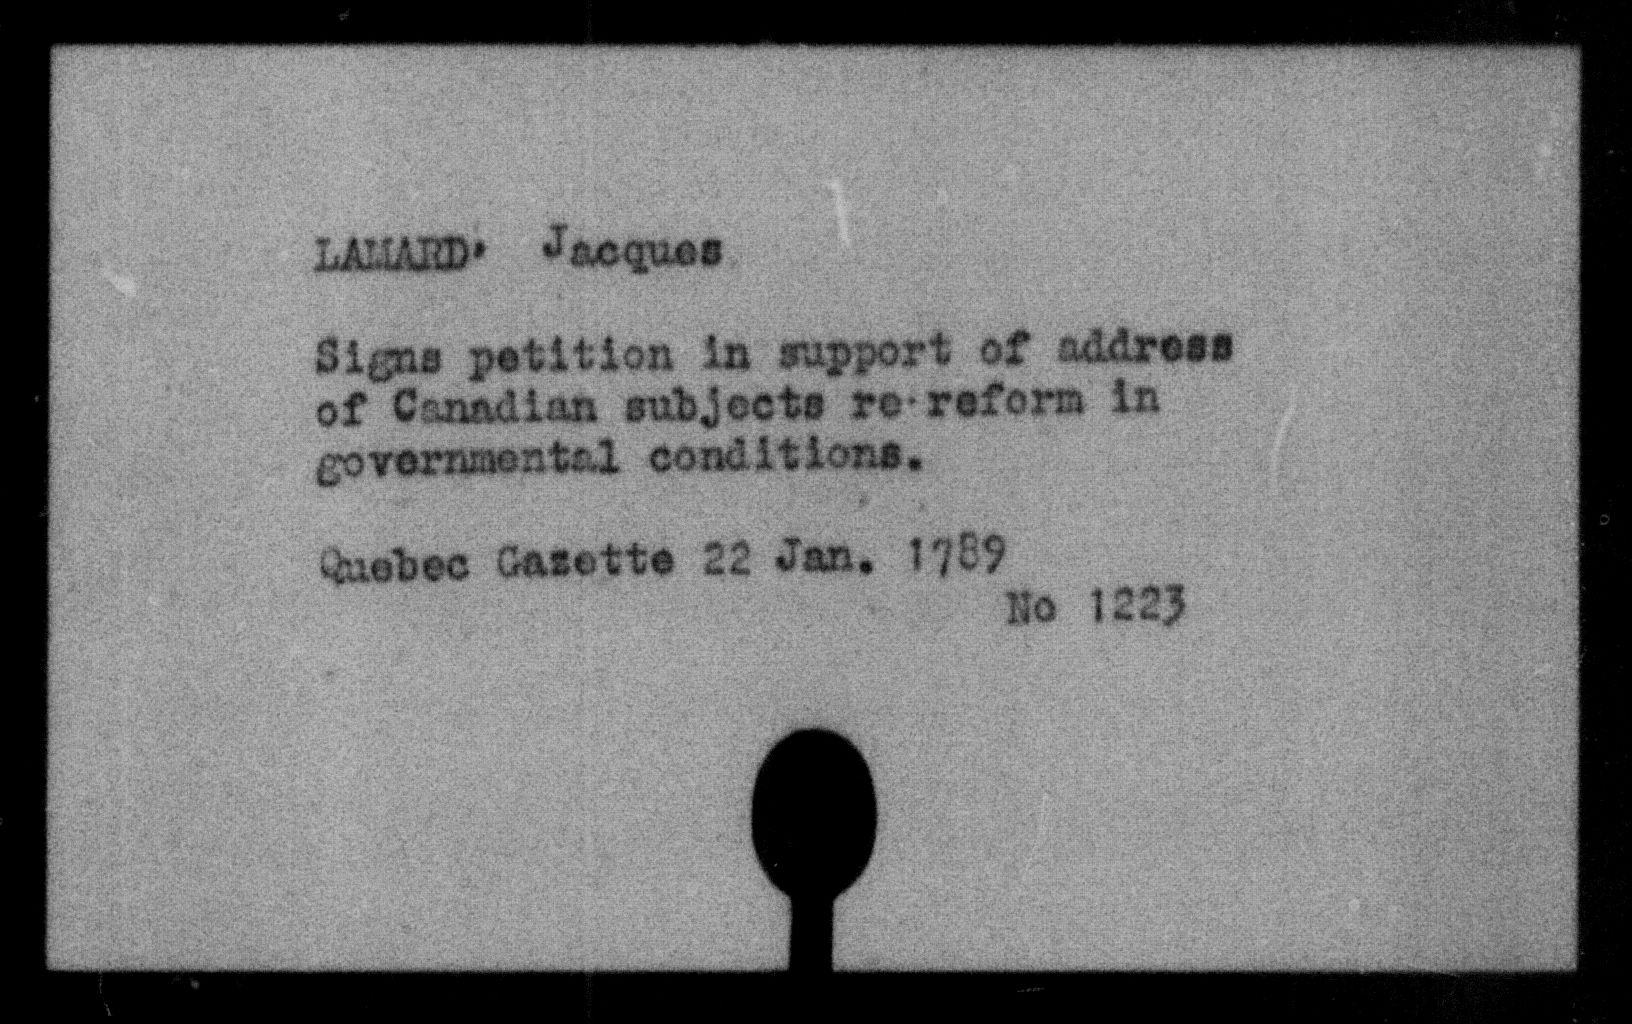 LAMARD, Jacques
Signs petition in support of address
of Canadian subjects re reform in
governmental conditions.
Quebec Gazette 22 Jan. 1789
No 1223